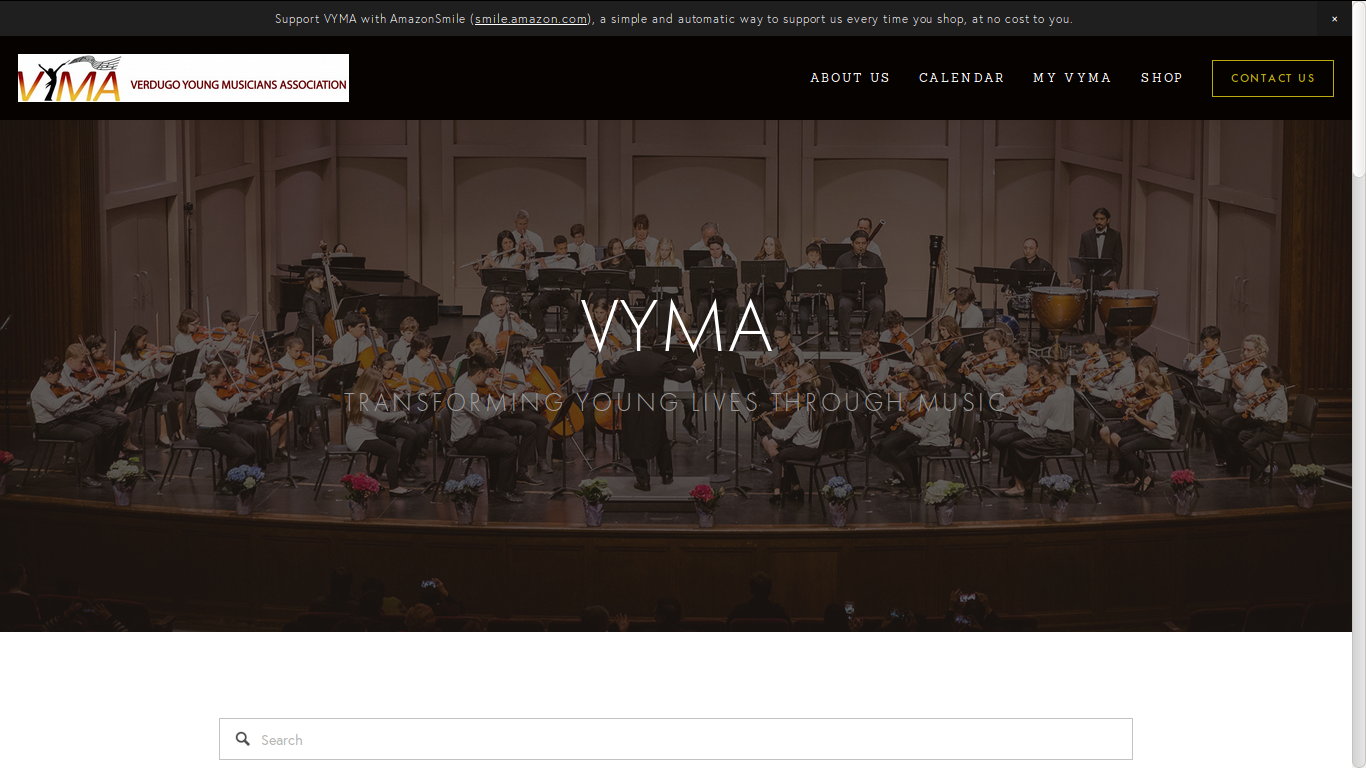 Support VYMA with AmazonSmile (smile.amazon.com), a simple and automatic way to support us every time you shop, at no cost to you.
×
VYMA VERDUGO YOUNG MUSICIANS ASSOCIATION
ABOUT US
CALENDAR
MY VYMA
SHOP
CONTACT US
VYMA
TRANSFORMING YOUNG LIVES THROUGH MUSIC
Search